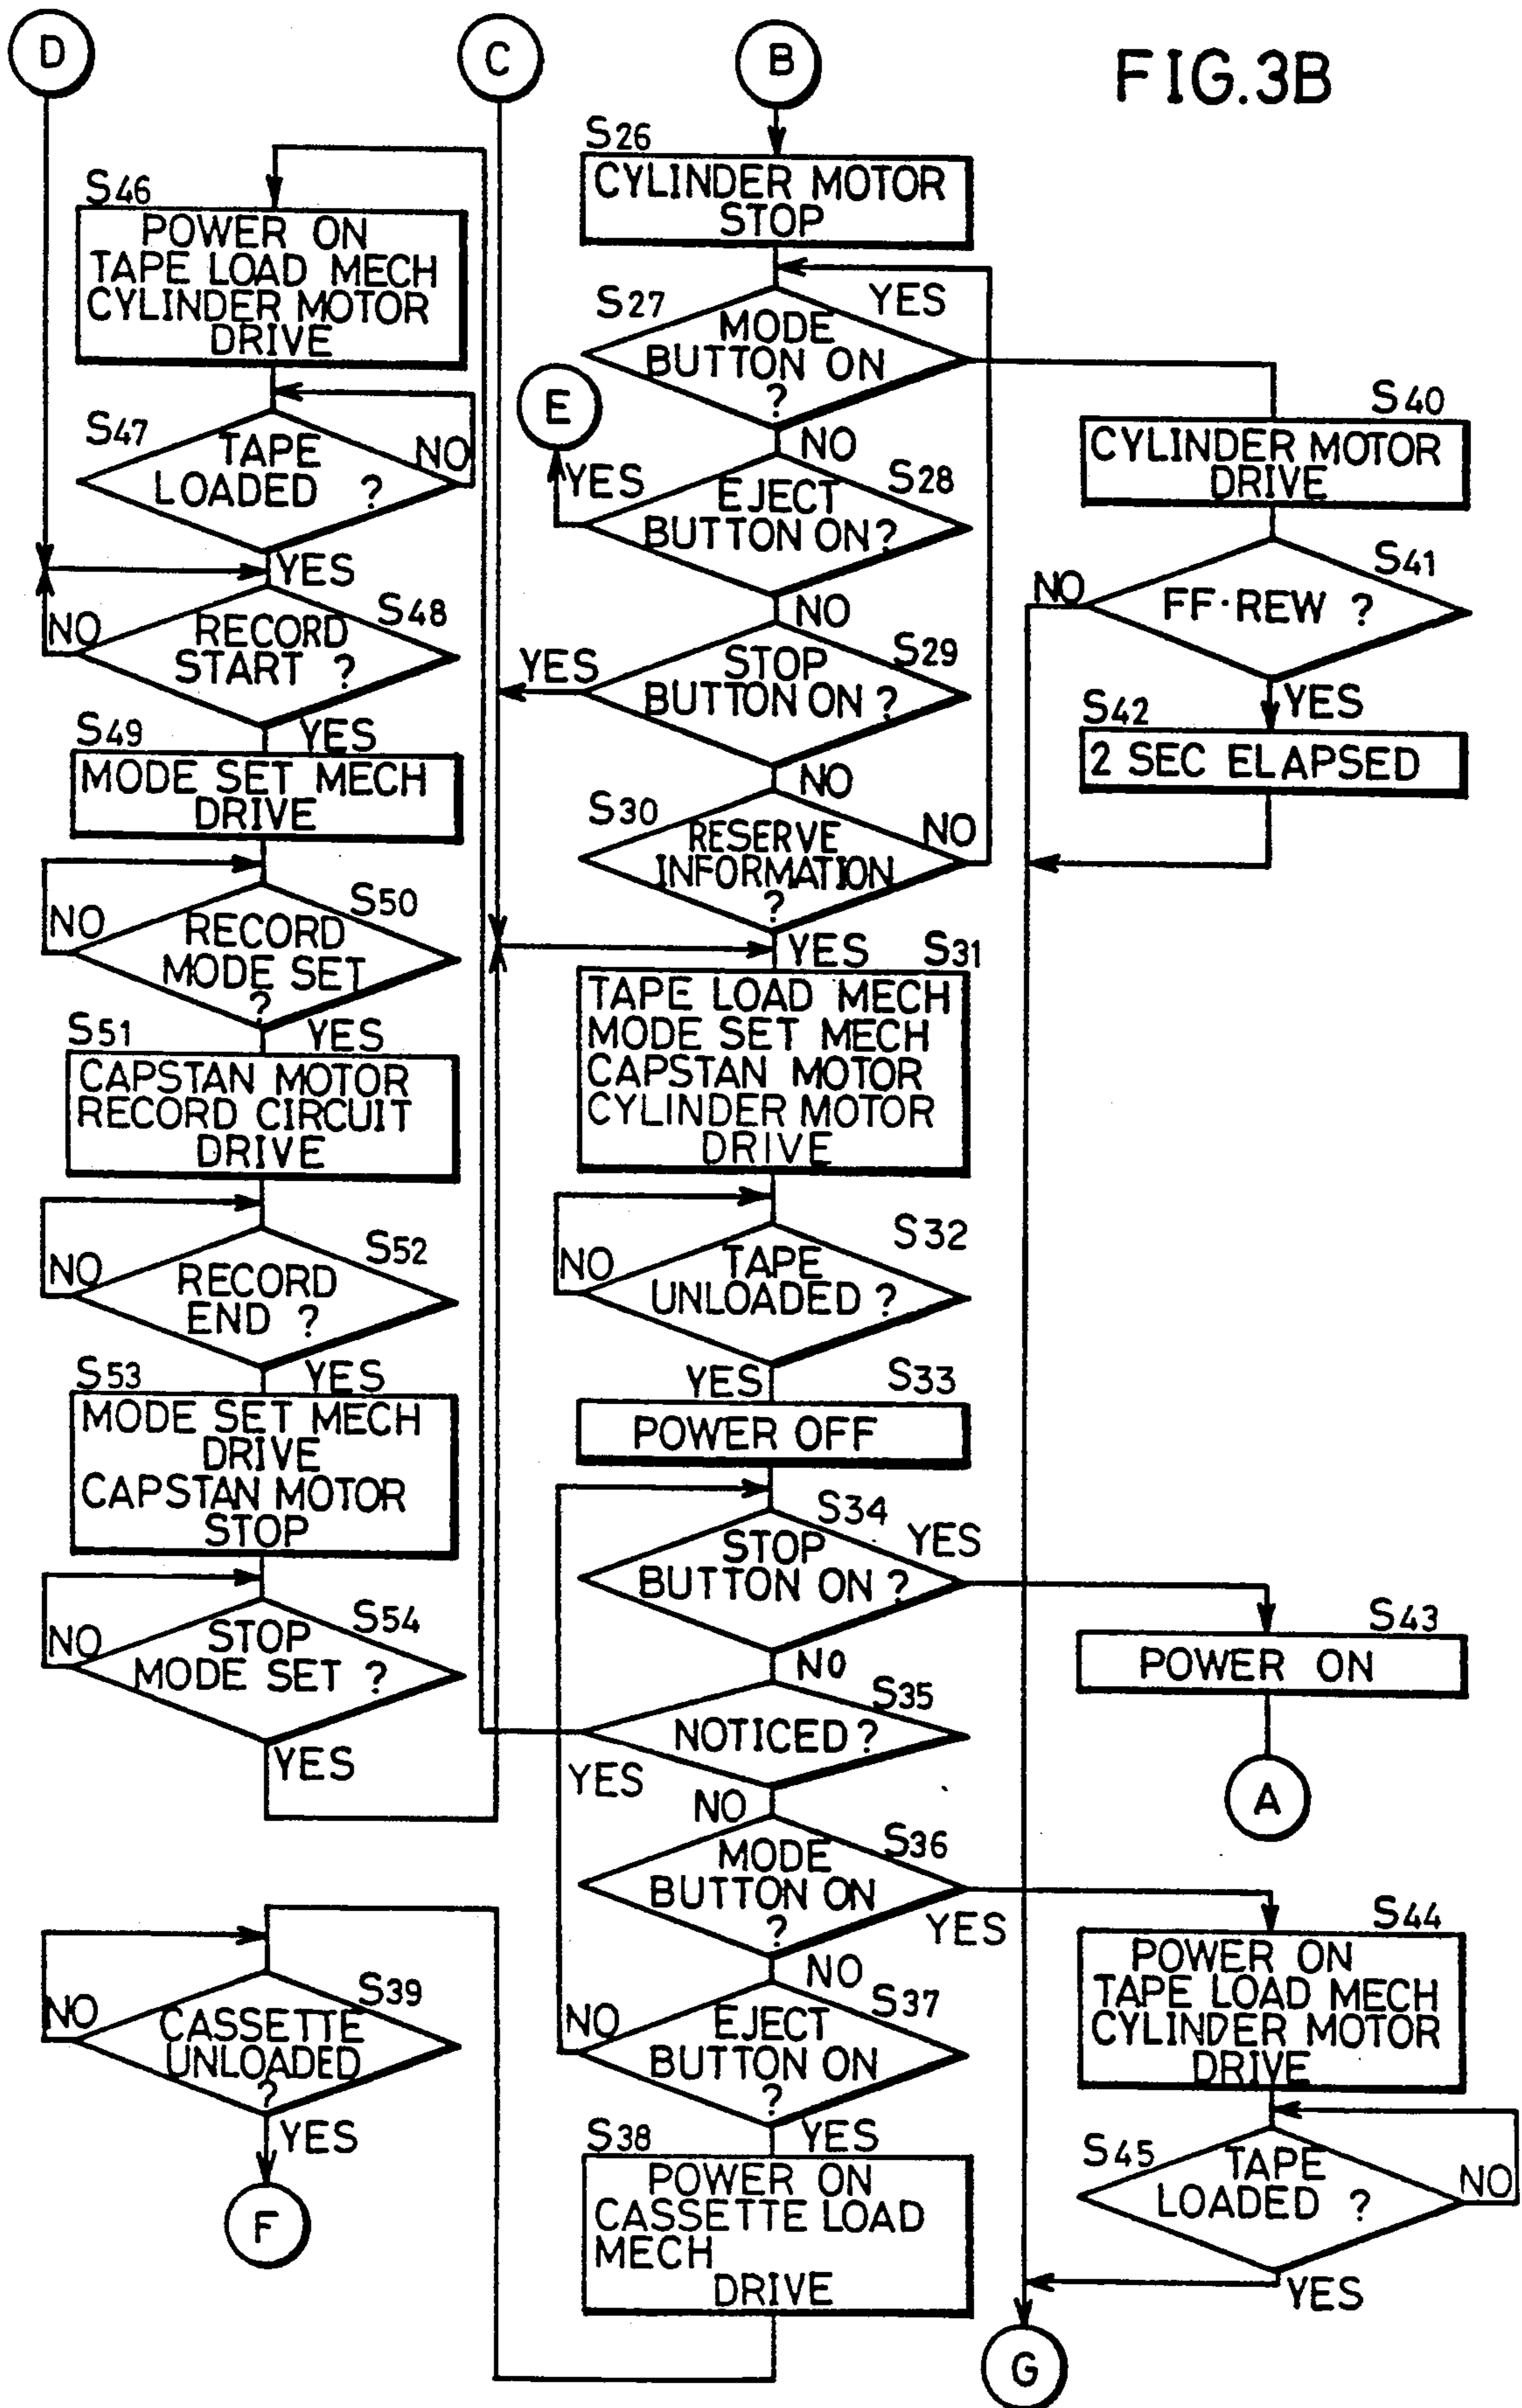 FIG.3B
D
C
B
S26
CYLINDER MOTOR
STOP
S27
MODE
BUTTON ON
?
YES
NO
E
YES
S28
EJECT
BUTTON ON?
NO
S29
STOP
BUTTON ON ?
YES
NO
S30
RESERVE
INFORMATION
?
NO
YES
S31
TAPE LOAD MECH
MODE SET MECH
CAPSTAN MOTOR
CYLINDER MOTOR
DRIVE
S32
TAPE
UNLOADED ?
NO
YES
S33
POWER OFF
S34
STOP
BUTTON ON ?
YES
NO
S35
NOTICED ?
YES
NO
S36
MODE
BUTTON ON
?
YES
NO
S37
EJECT
BUTTON ON
?
NO
YES
S38
POWER ON
CASSETTE LOAD
MECH
DRIVE
S39
CASSETTE
UNLOADED
?
NO
YES
F
S40
CYLINDER MOTOR
DRIVE
S41
FF·REW ?
NO
YES
S42
2 SEC ELAPSED
S43
POWER ON
A
S44
POWER ON
TAPE LOAD MECH
CYLINDER MOTOR
DRIVE
S45
TAPE
LOADED ?
NO
YES
G
S46
POWER ON
TAPE LOAD MECH
CYLINDER MOTOR
DRIVE
S47
TAPE
LOADED ?
NO
YES
S48
RECORD
START ?
NO
YES
S49
MODE SET MECH
DRIVE
S50
RECORD
MODE SET
?
NO
YES
S51
CAPSTAN MOTOR
RECORD CIRCUIT
DRIVE
S52
RECORD
END ?
NO
YES
S53
MODE SET MECH
DRIVE
CAPSTAN MOTOR
STOP
S54
STOP
MODE SET ?
NO
YES